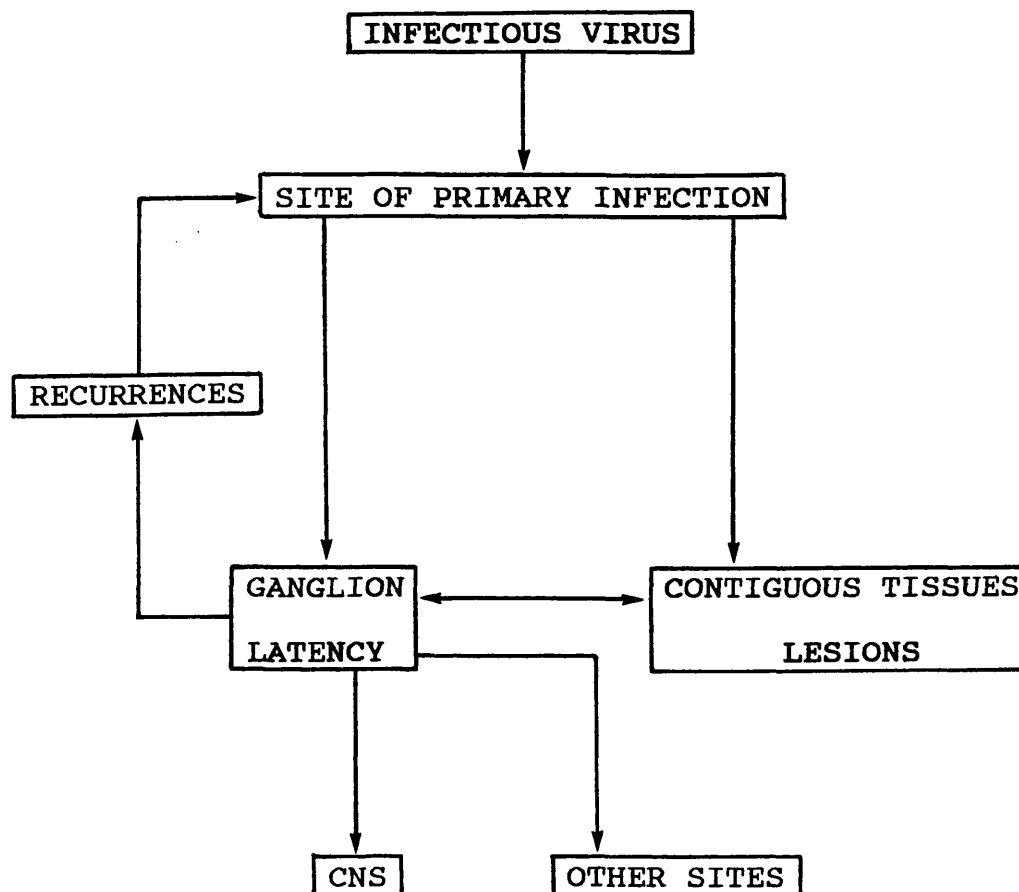 INFECTIOUS VIRUS
SITE OF PRIMARY INFECTION
RECURRENCES
GANGLION
LATENCY
CONTIGUOUS TISSUES
LESIONS
CNS
OTHER SITES